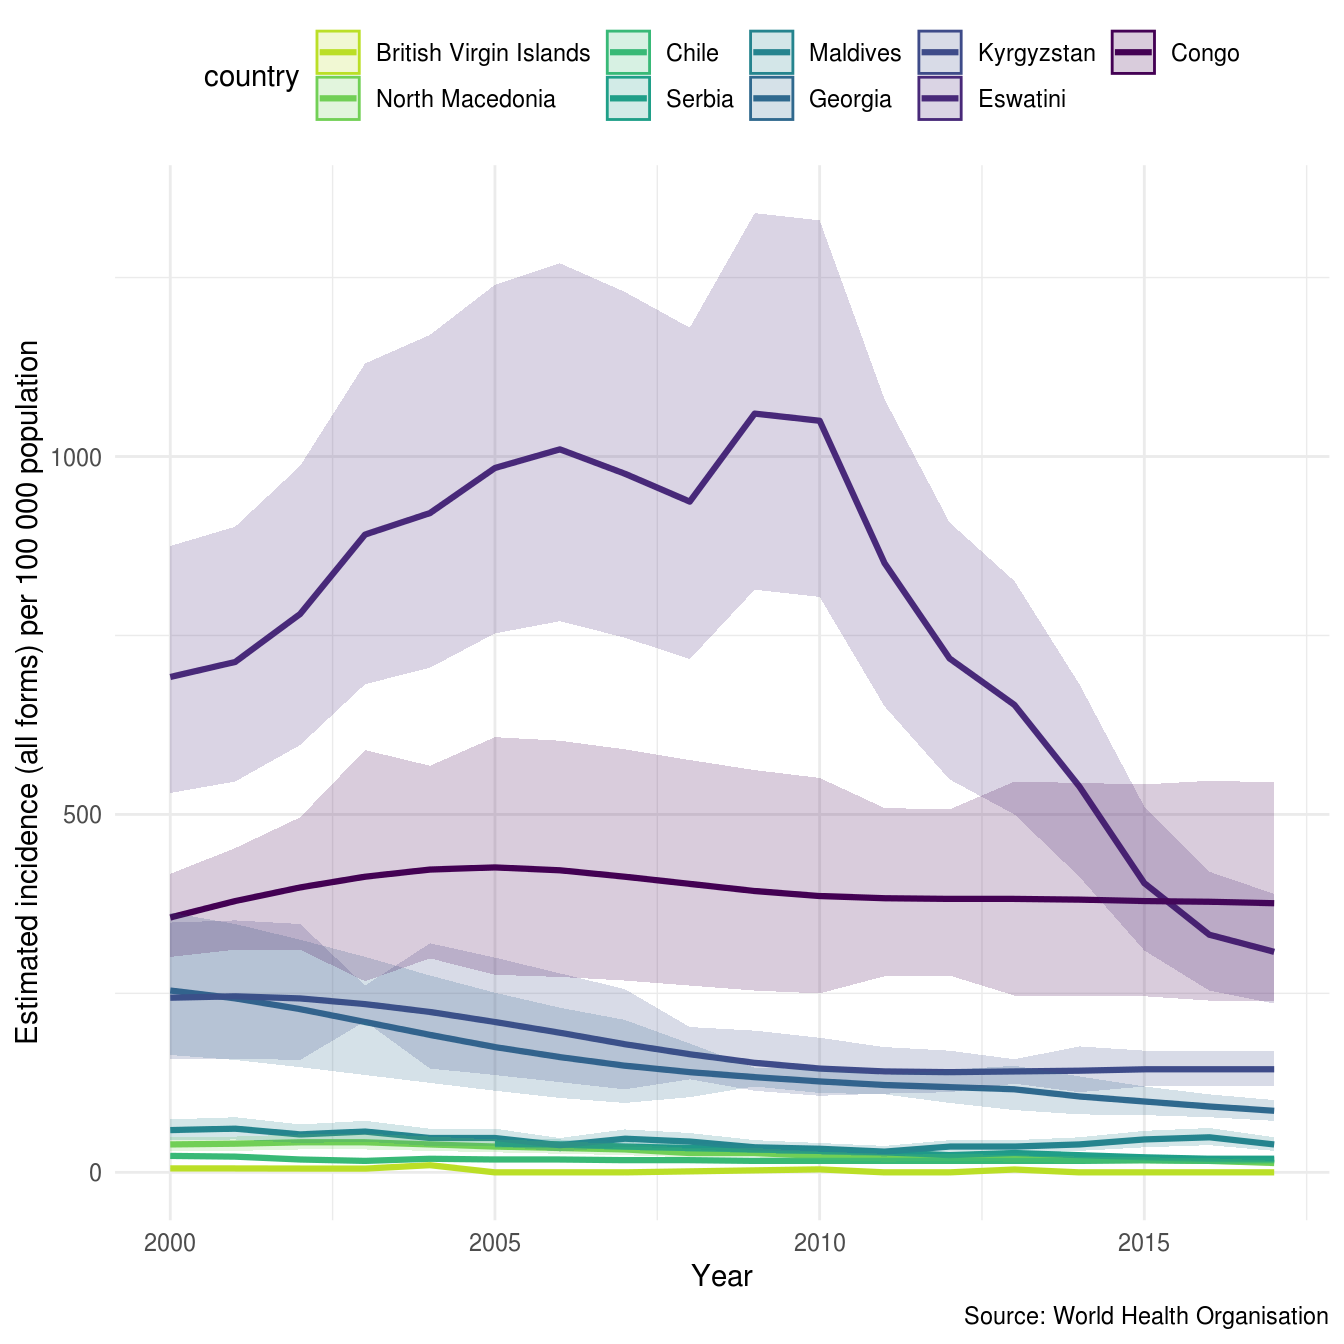 country
British Virgin Islands
Chile
Maldives
Kyrgyzstan
Congo
North Macedonia
Serbia
Georgia
Eswatini
Estimated incidence (all forms) per 100 000 population
1000
500
0
2000
2005
2010
2015
Year
Source: World Health Organisation